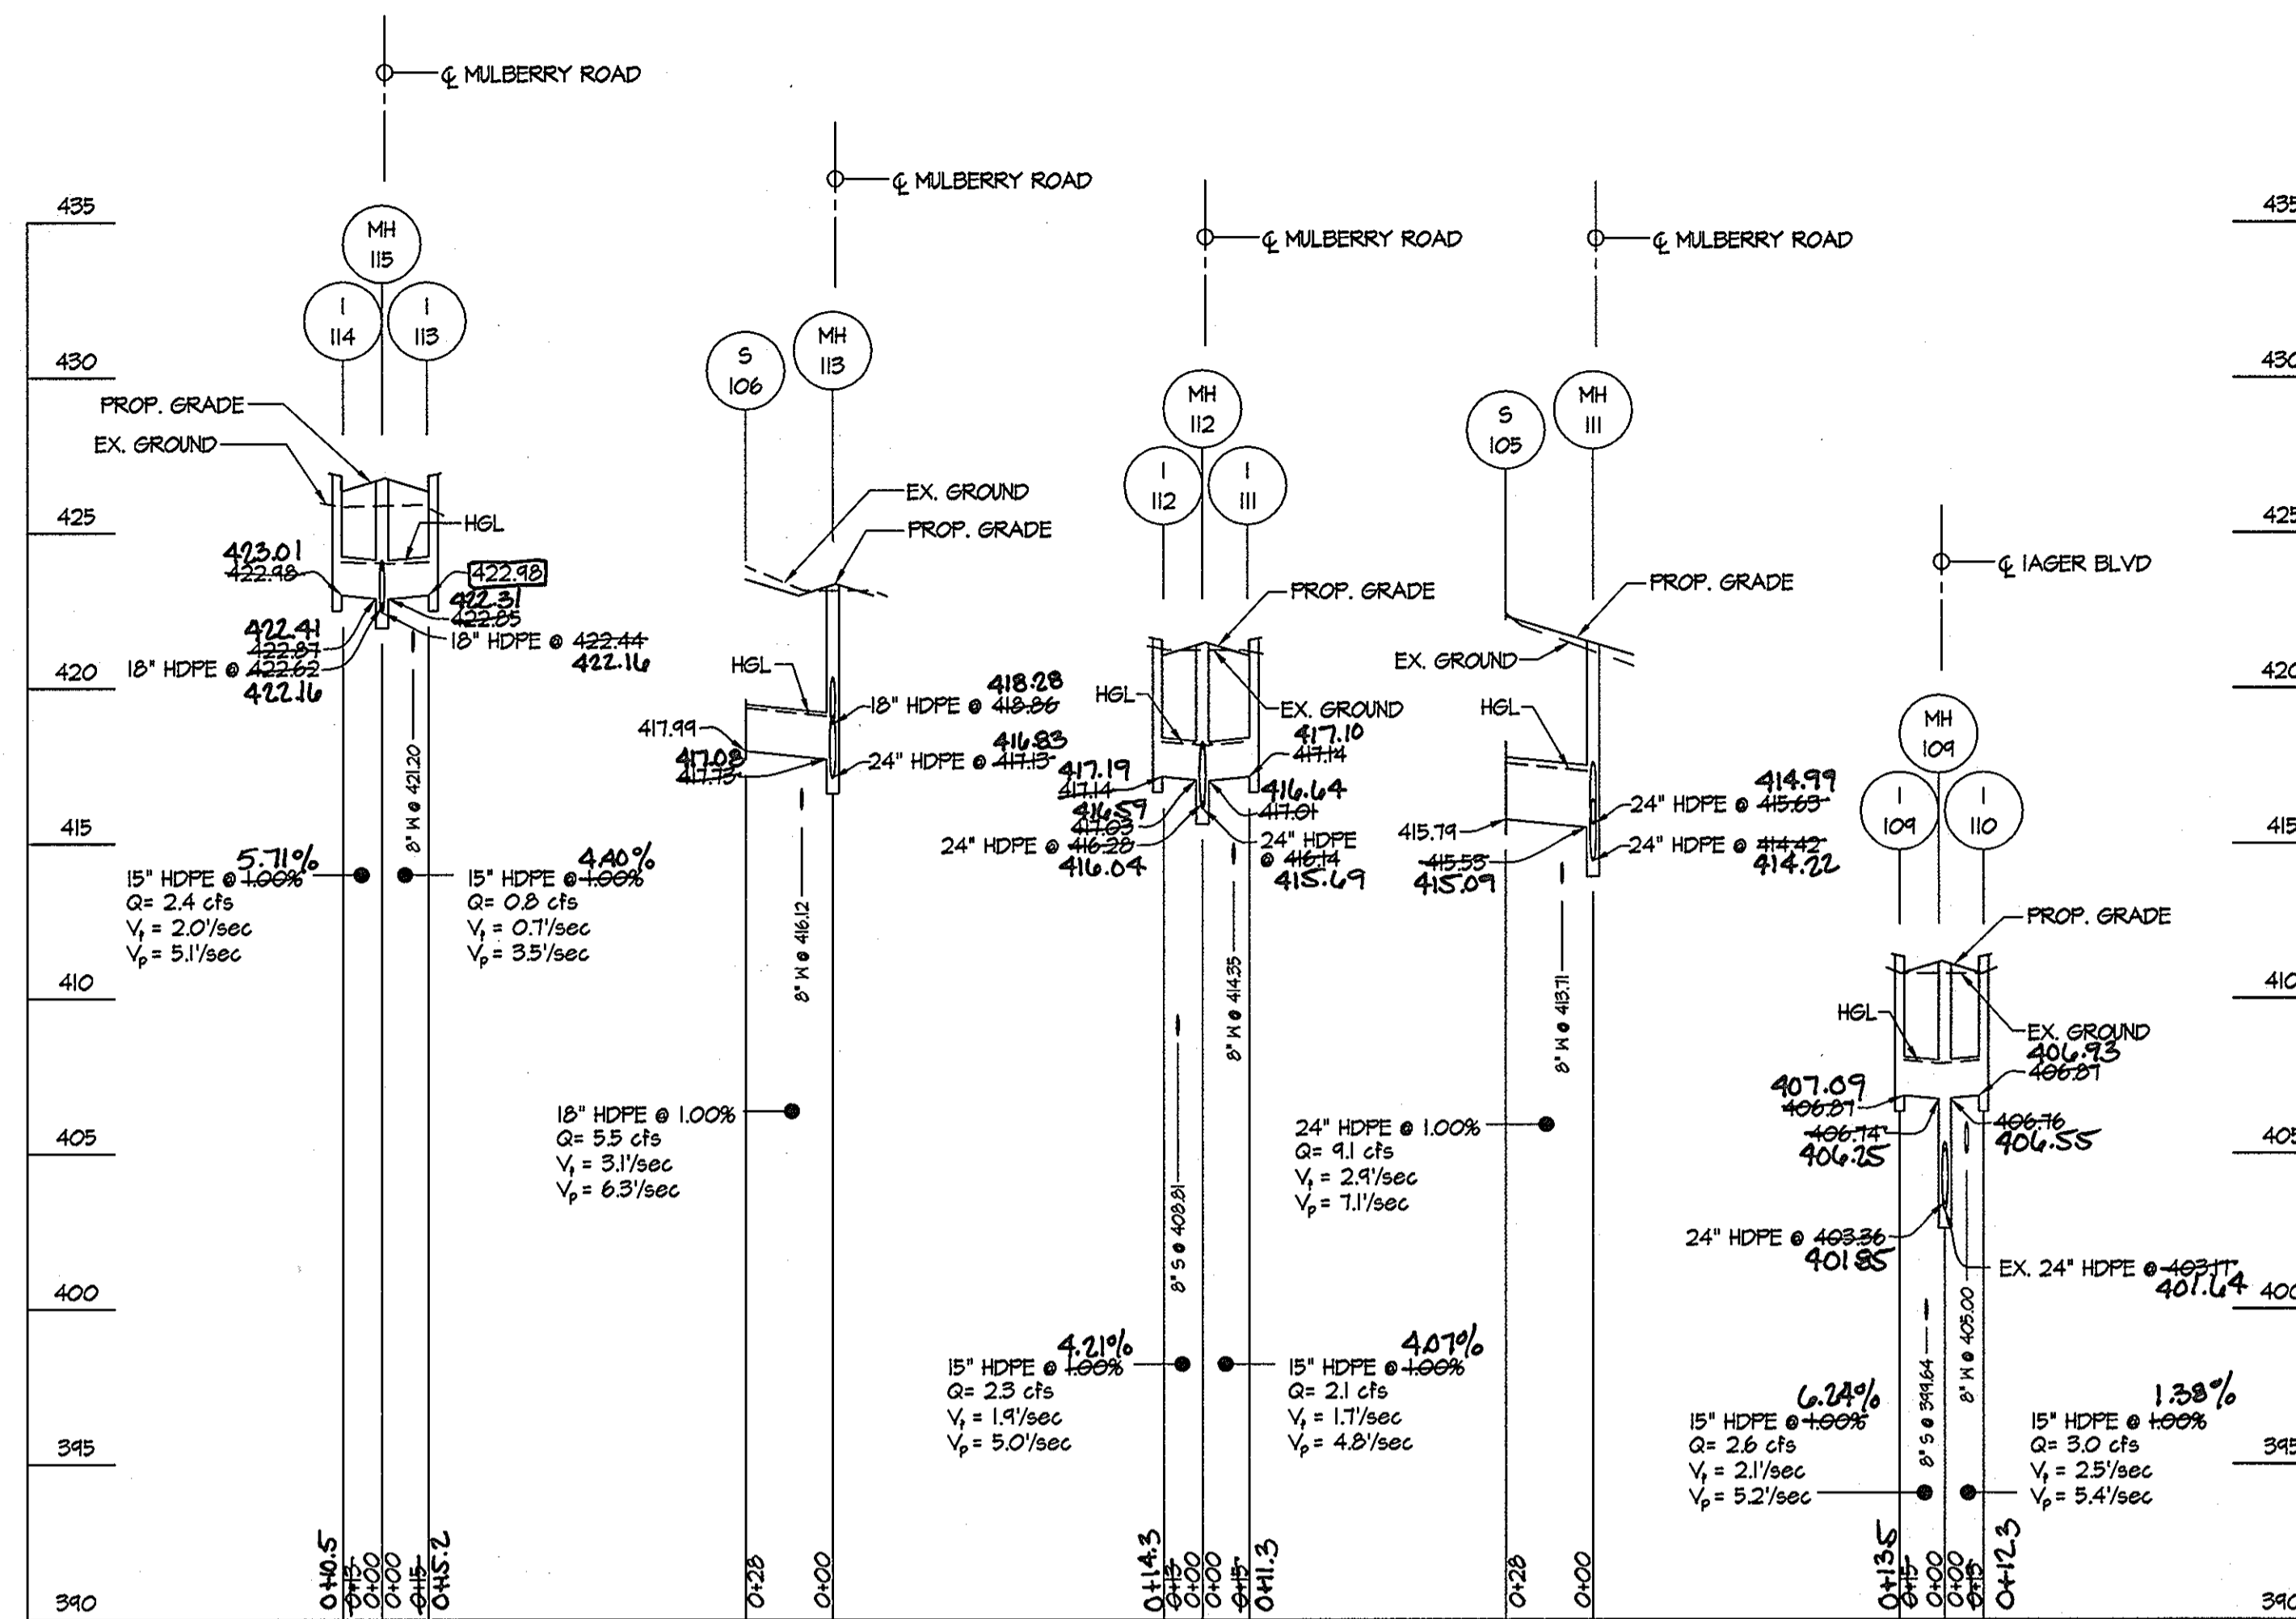 ℄ MULBERRY ROAD
℄ MULBERRY ROAD
℄ MULBERRY ROAD
℄ MULBERRY ROAD
℄ IAGER BLVD
435
430
425
420
415
410
405
400
395
390
MH
115
I
114
I
113
PROP. GRADE
EX. GROUND
HGL
423.01
422.98
422.98
422.31
422.85
422.41
422.87
18" HDPE @ 422.62
422.16
18" HDPE @ 422.44
422.16
8" W @ 421.20
5.71%
15" HDPE @ 1.00%
Q= 2.4 cfs
Vf = 2.0'/sec
Vp = 5.1'/sec
4.40%
15" HDPE @ 1.00%
Q= 0.8 cfs
Vf = 0.7'/sec
Vp = 3.5'/sec
0+10.5
0+13
0+00
0+00
0+15
0+15.2
S
106
MH
113
EX. GROUND
PROP. GRADE
HGL
418.28
18" HDPE @ 418.86
417.99
416.83
24" HDPE @ 417.13
417.08
417.73
8" W @ 416.12
18" HDPE @ 1.00%
Q= 5.5 cfs
Vf = 3.1'/sec
Vp = 6.3'/sec
0+28
0+00
MH
112
I
112
I
111
PROP. GRADE
HGL
EX. GROUND
417.10
417.14
417.19
417.14
416.64
417.01
416.59
417.03
24" HDPE @ 416.28
416.04
24" HDPE
@ 416.14
415.69
8" W @ 414.35
8" S @ 408.81
4.21%
15" HDPE @ 1.00%
Q= 2.3 cfs
Vf = 1.9'/sec
Vp = 5.0'/sec
4.07%
15" HDPE @ 1.00%
Q= 2.1 cfs
Vf = 1.7'/sec
Vp = 4.8'/sec
0+14.3
0+15
0+00
0+00
0+15
0+11.3
S
105
MH
111
PROP. GRADE
EX. GROUND
HGL
414.99
24" HDPE @ 415.63
415.79
24" HDPE @ 414.42
414.22
415.53
415.09
8" W @ 413.71
24" HDPE @ 1.00%
Q= 9.1 cfs
Vf = 2.9'/sec
Vp = 7.1'/sec
0+28
0+00
MH
109
I
109
I
110
PROP. GRADE
HGL
EX. GROUND
406.93
406.87
407.09
406.87
406.74
406.25
406.76
406.55
24" HDPE @ 403.36
401.85
EX. 24" HDPE @ 403.17
401.64
8" S @ 399.64
8" W @ 405.00
6.24%
15" HDPE @ 1.00%
Q= 2.6 cfs
Vf = 2.1'/sec
Vp = 5.2'/sec
1.38%
15" HDPE @ 1.00%
Q= 3.0 cfs
Vf = 2.5'/sec
Vp = 5.4'/sec
0+13.5
0+15
0+00
0+00
0+13
0+12.3
435
430
425
420
415
410
405
400
395
390